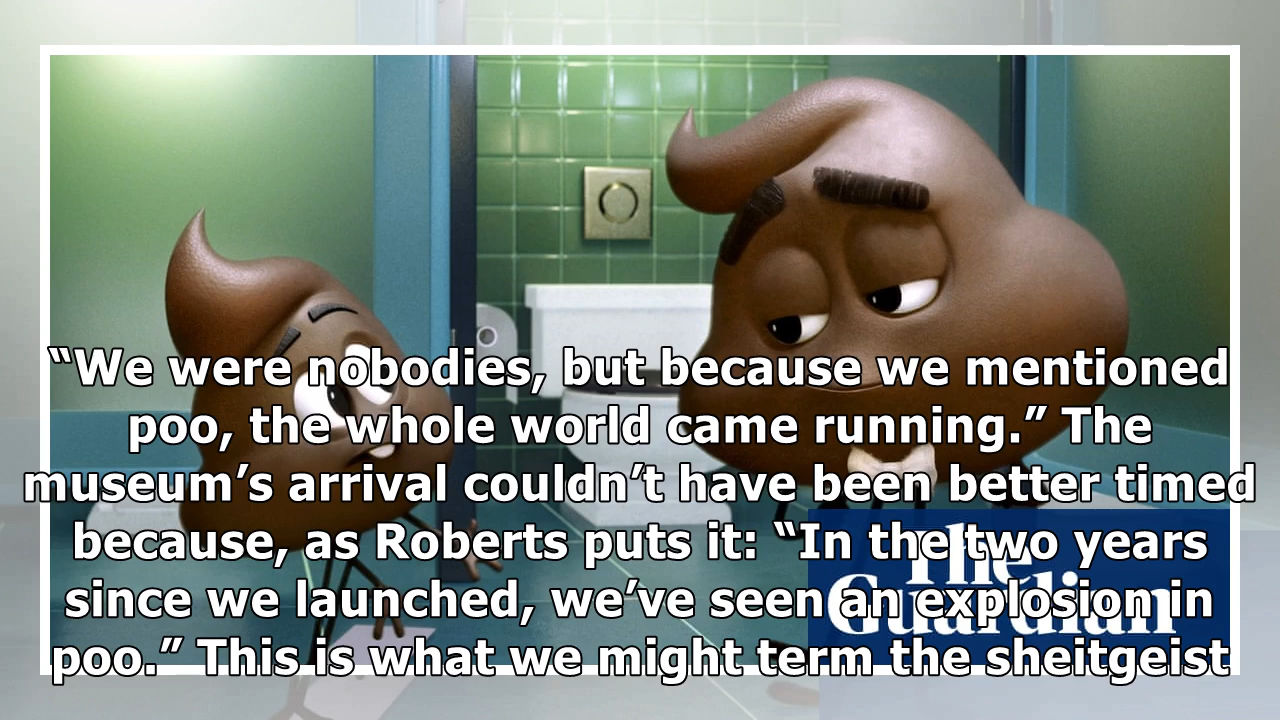 “We were nobodies, but because we mentioned
poo, the whole world came running.” The
museum’s arrival couldn’t have been better timed
because, as Roberts puts it: “In the two years
since we launched, we’ve seen an explosion in
poo.” This is what we might term the sheitgeist
The
Guardian